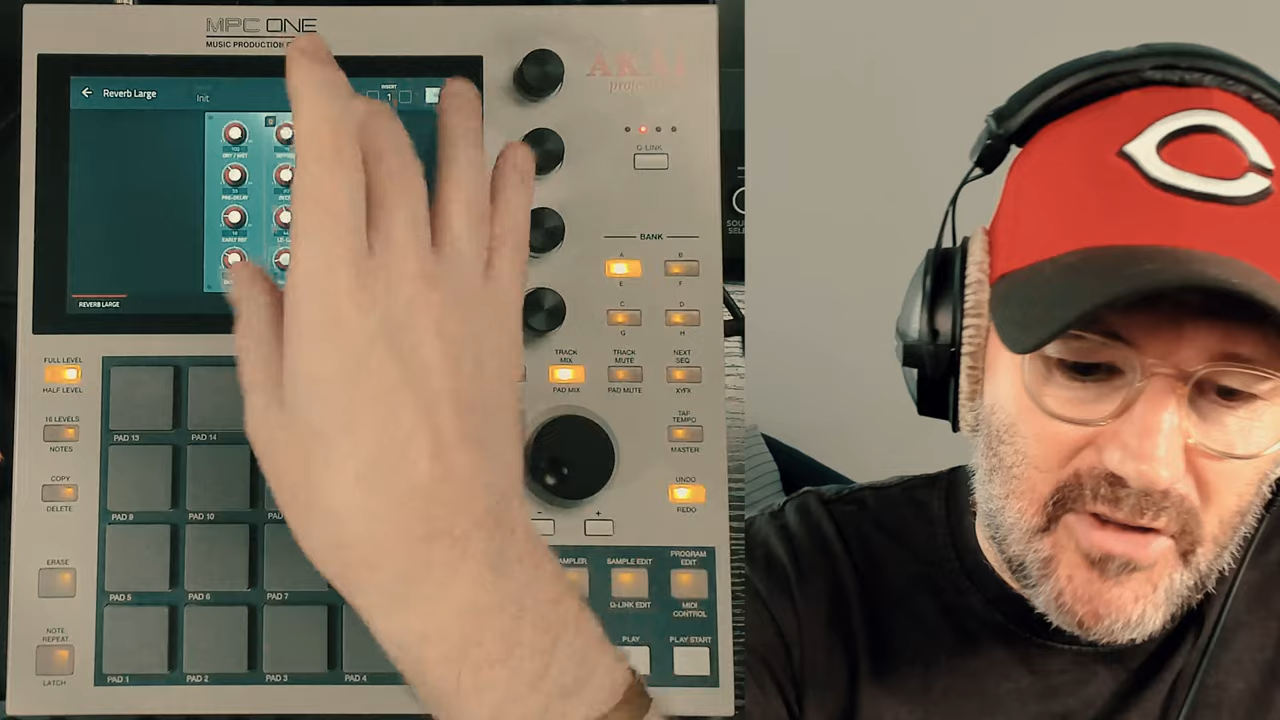 MPC ONE
MUSIC PRODUCTION
AKAI
Reverb Large
Init
INSERT
1
DRY / WET
PRE-DELAY
EARLY REF
REVERB LARGE
Q-LINK
BANK
A
B
E
F
C
D
G
H
FULL LEVEL
HALF LEVEL
TRACK MIX
TRACK MUTE
NEXT SEQ
PAD MIX
PAD MUTE
XYFX
16 LEVELS
NOTES
TAP TEMPO
MASTER
COPY
DELETE
UNDO
REDO
- +
ERASE
SAMPLE EDIT
PROGRAM EDIT
Q-LINK EDIT
MIDI CONTROL
NOTE REPEAT
LATCH
PLAY
PLAY START
PAD 13
PAD 14
PAD 9
PAD 10
PAD 5
PAD 6
PAD 7
PAD 1
PAD 2
PAD 3
PAD 4